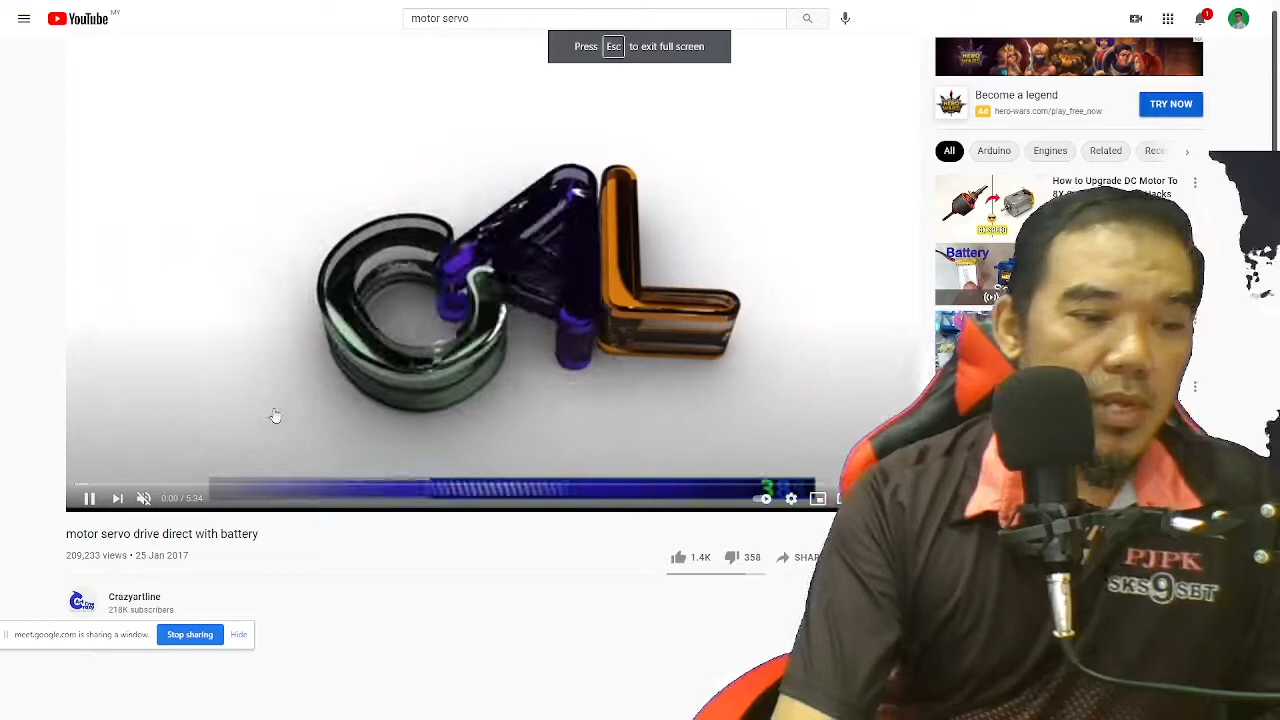 YouTube MY
motor servo
1
Press Esc to exit full screen
CAL
Become a legend
Ad hero-wars.com/play_free_now
TRY NOW
All Arduino Engines Related
How to Upgrade DC Motor To
Battery
0:00 / 5:34
motor servo drive direct with battery
209,233 views • 25 Jan 2017
1.4K 358
Crazyartline
218K subscribers
meet.google.com is sharing a window. Stop sharing Hide
PJPK
SKS9SBT